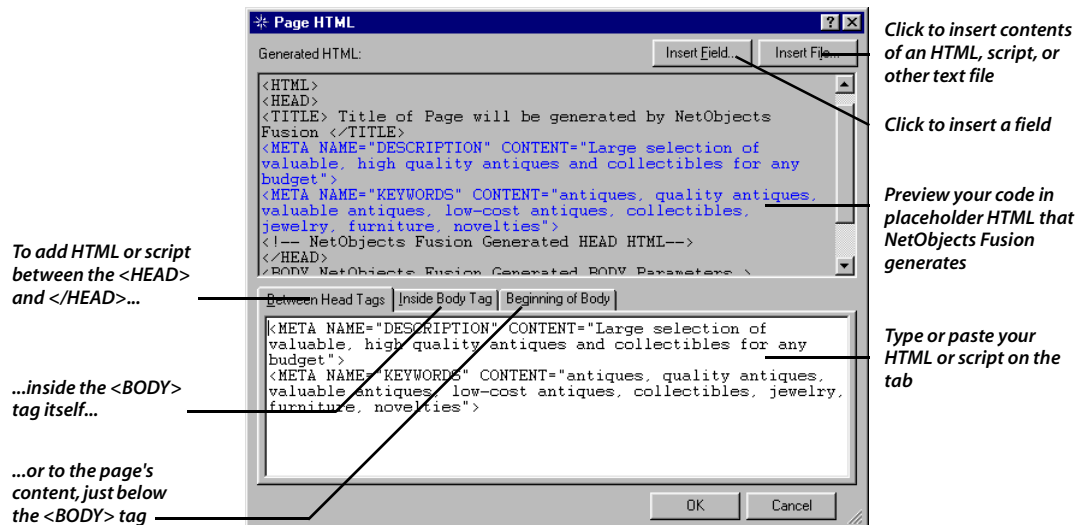 Page HTML
Generated HTML:
Insert Field...
Insert File...
<HTML>
<HEAD>
<TITLE> Title of Page will be generated by NetObjects
Fusion </TITLE>
<META NAME="DESCRIPTION" CONTENT="Large selection of
valuable, high quality antiques and collectibles for any
budget">
<META NAME="KEYWORDS" CONTENT="antiques, quality antiques,
valuable antiques, low-cost antiques, collectibles,
jewelry, furniture, novelties">
<!-- NetObjects Fusion Generated HEAD HTML-->
</HEAD>
<BODY NetObjects Fusion Generated BODY Parameters >
Between Head Tags
Inside Body Tag
Beginning of Body
<META NAME="DESCRIPTION" CONTENT="Large selection of
valuable, high quality antiques and collectibles for any
budget">
<META NAME="KEYWORDS" CONTENT="antiques, quality antiques,
valuable antiques, low-cost antiques, collectibles, jewelry,
furniture, novelties">
OK
Cancel
To add HTML or script
between the <HEAD>
and </HEAD>...
...inside the <BODY>
tag itself...
...or to the page's
content, just below
the <BODY> tag
Click to insert contents
of an HTML, script, or
other text file
Click to insert a field
Preview your code in
placeholder HTML that
NetObjects Fusion
generates
Type or paste your
HTML or script on the
tab